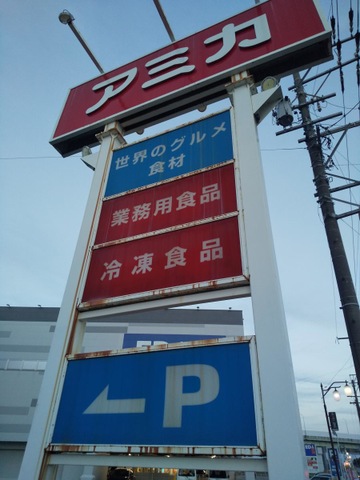 アミカ
世界のグルメ
食材
業務用食品
冷凍食品
P